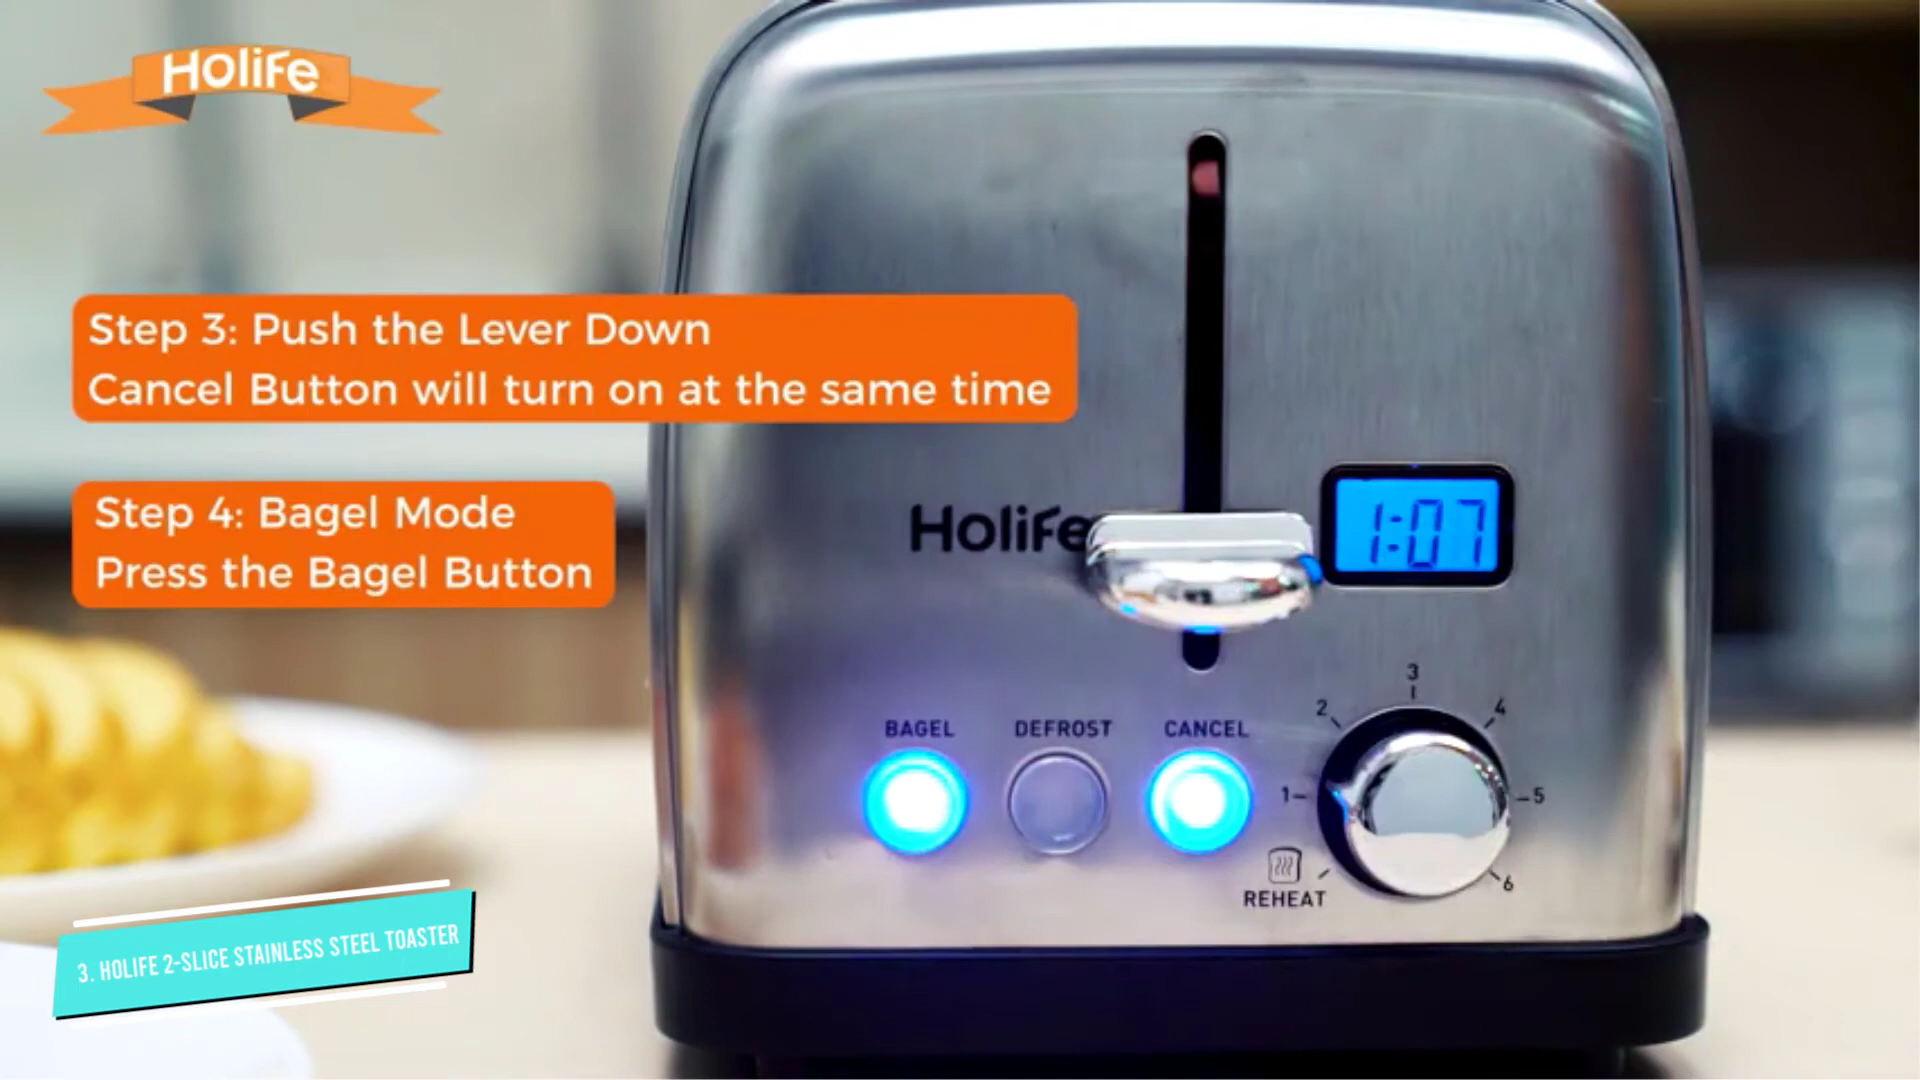 HoliFe
Step 3: Push the Lever Down
Cancel Button will turn on at the same time
Step 4: Bagel Mode
Press the Bagel Button
HoliFe
1:07
BAGEL
DEFROST
CANCEL
1
2
3
4
5
6
REHEAT
3. HOLIFE 2-SLICE STAINLESS STEEL TOASTER